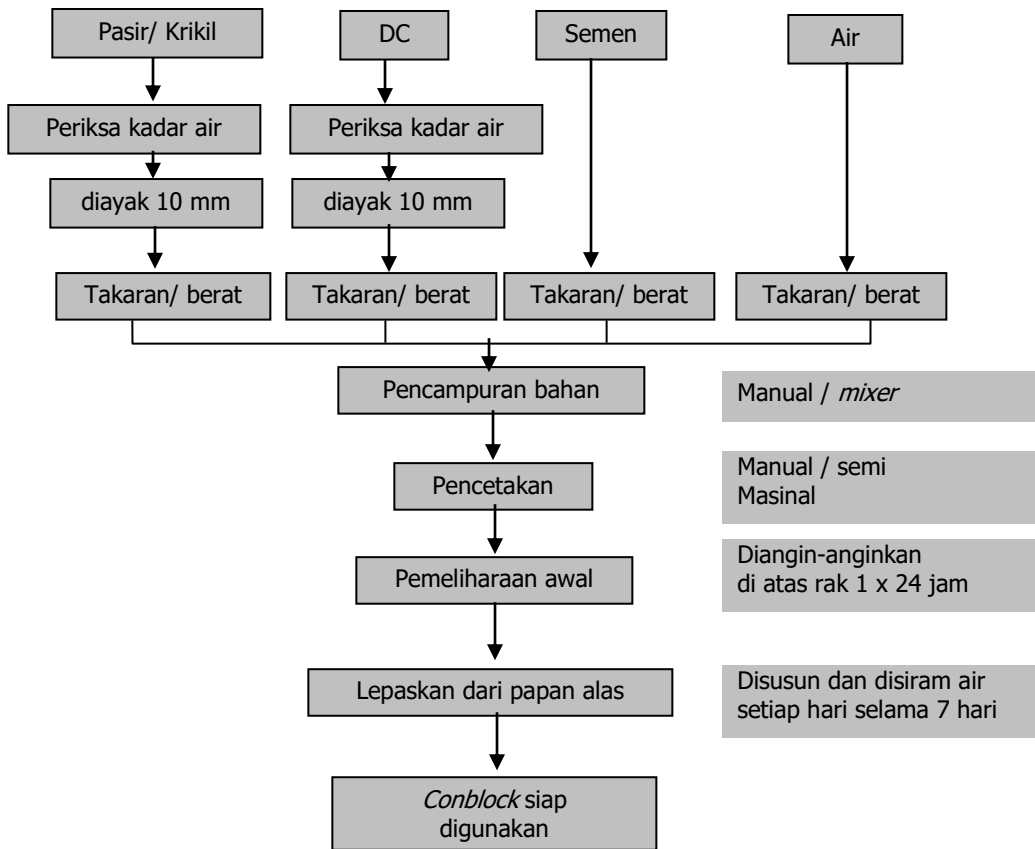 Pasir/ Krikil
DC
Semen
Air
Periksa kadar air
Periksa kadar air
diayak 10 mm
diayak 10 mm
Takaran/ berat
Takaran/ berat
Takaran/ berat
Takaran/ berat
Pencampuran bahan
Manual / mixer
Pencetakan
Manual / semi
Masinal
Pemeliharaan awal
Diangin-anginkan
di atas rak 1 x 24 jam
Lepaskan dari papan alas
Disusun dan disiram air
setiap hari selama 7 hari
Conblock siap
digunakan